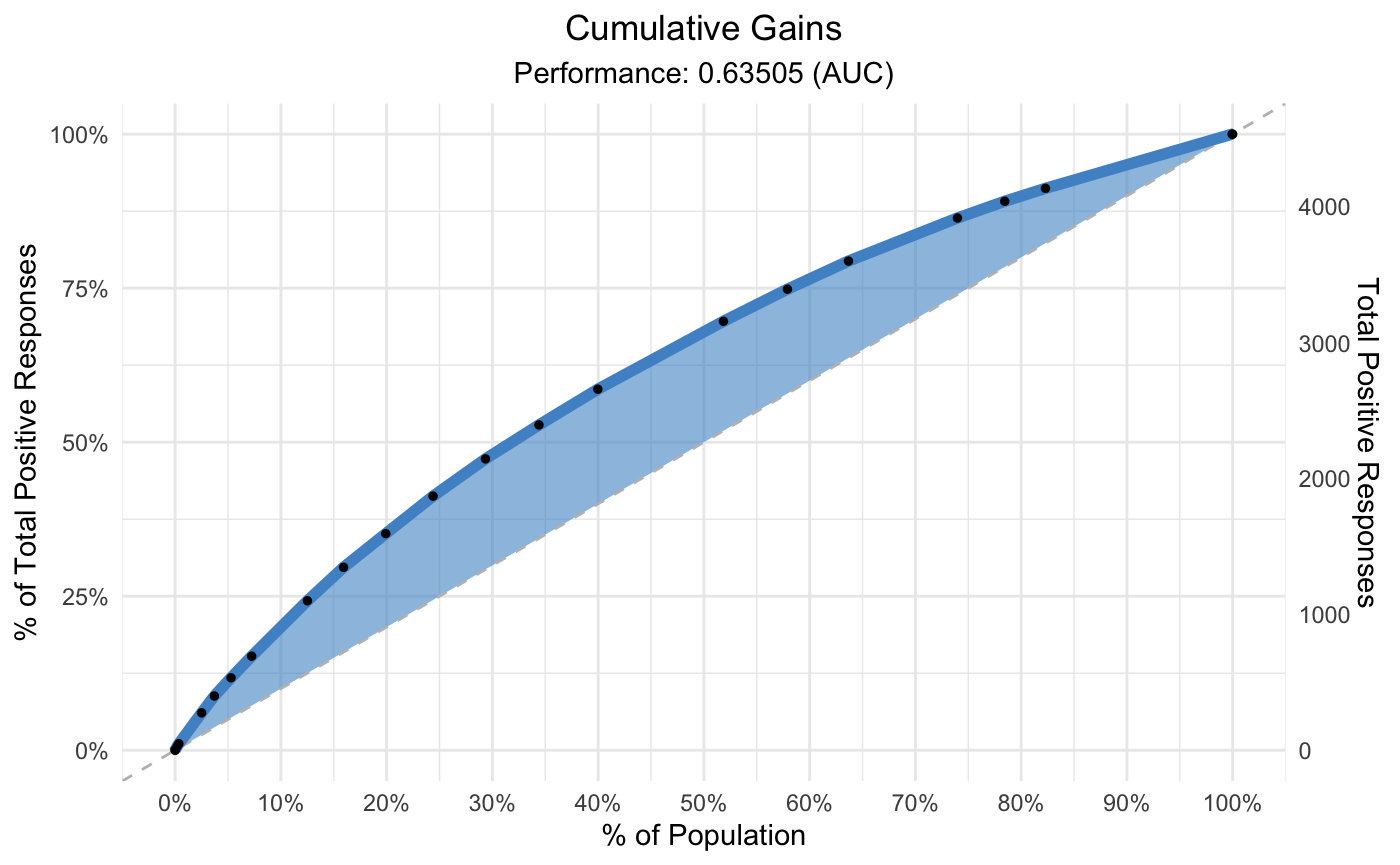 Cumulative Gains
Performance: 0.63505 (AUC)
% of Total Positive Responses
100%
75%
50%
25%
0%
4000
3000
2000
1000
0
Total Positive Responses
0% 10% 20% 30% 40% 50% 60% 70% 80% 90% 100%
% of Population